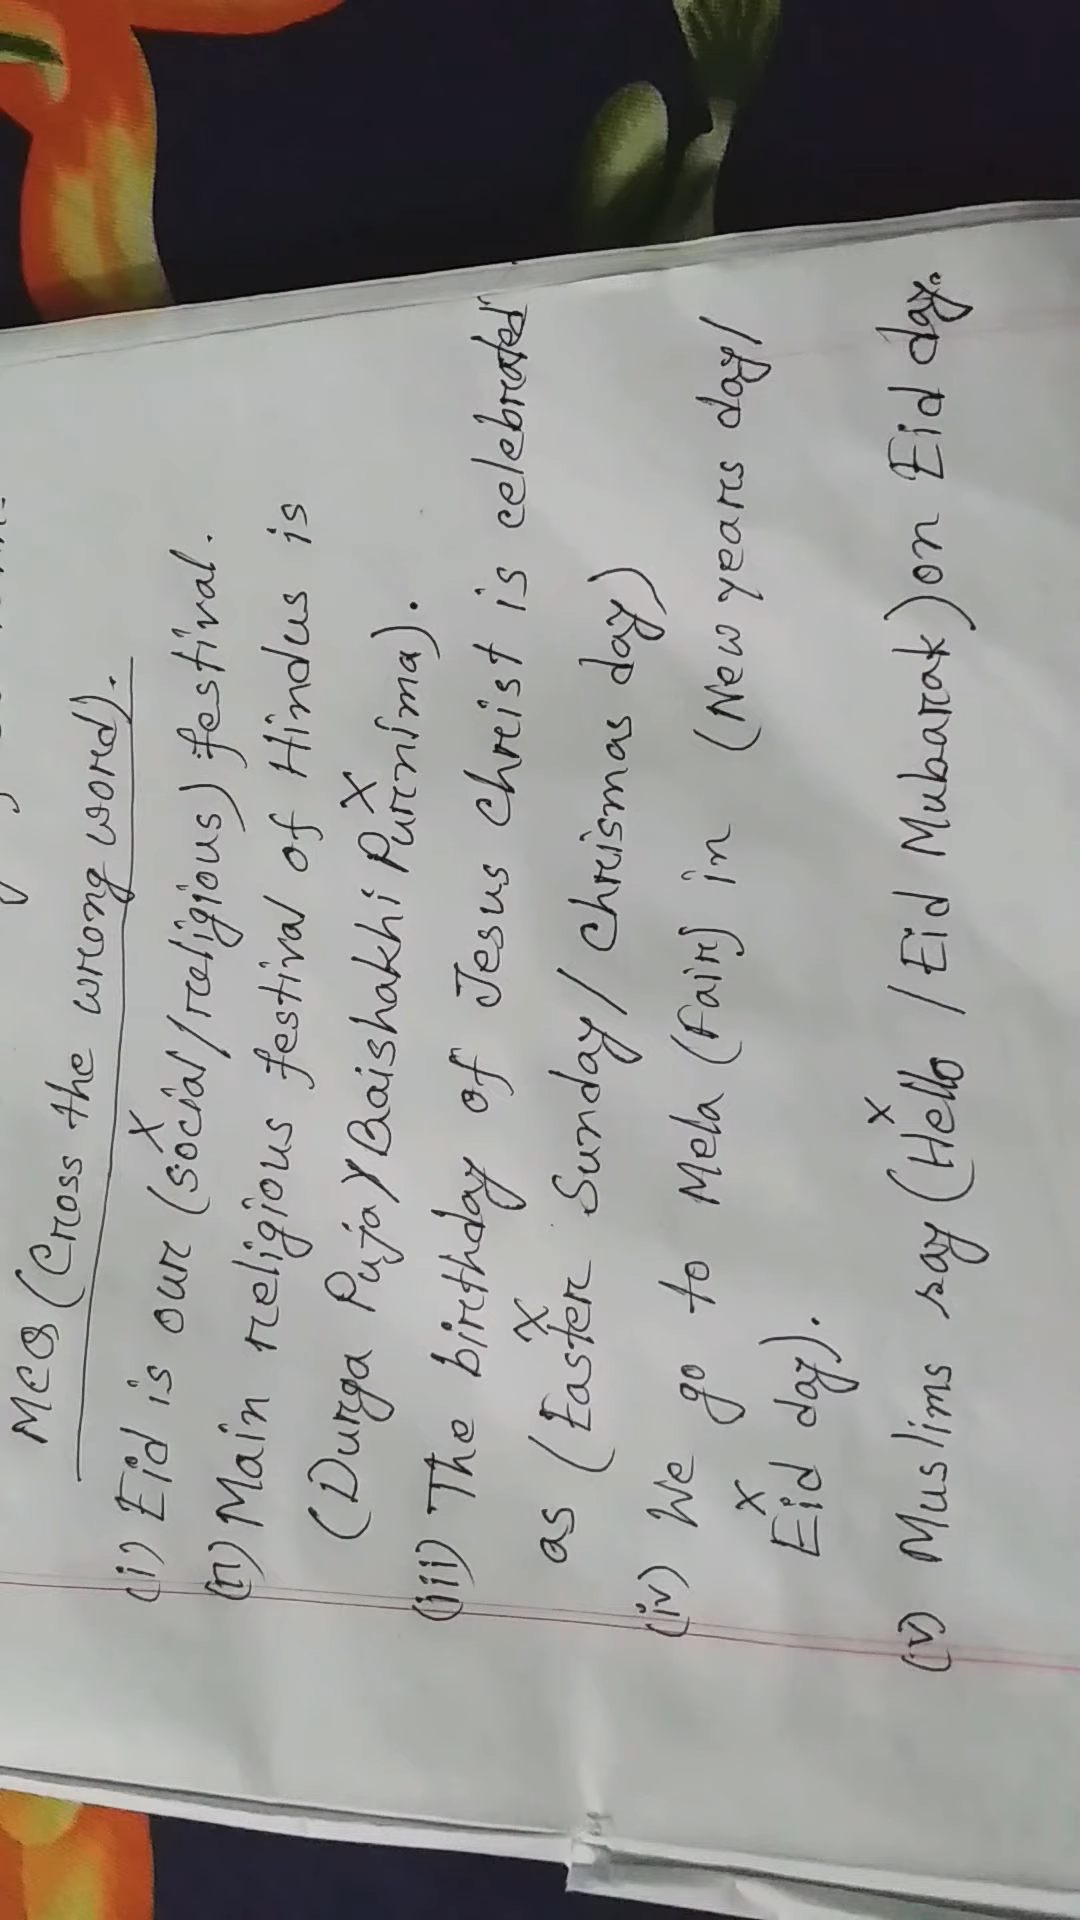 MCQ (Cross the wrong word).
(i) Eid is our (social/religious) festival.
X
(ii) Main religious festival of Hindus is
(Durga Puja/Baishakhi Purnima).
X
(iii) The birthday of Jesus Christ is celebrated
as (Easter Sunday/Chrismas day)
X
(iv) We go to Mela (Fair) in (New years day/
Eid day).
X
(v) Muslims say (Hello/Eid Mubarak) on Eid day.
X